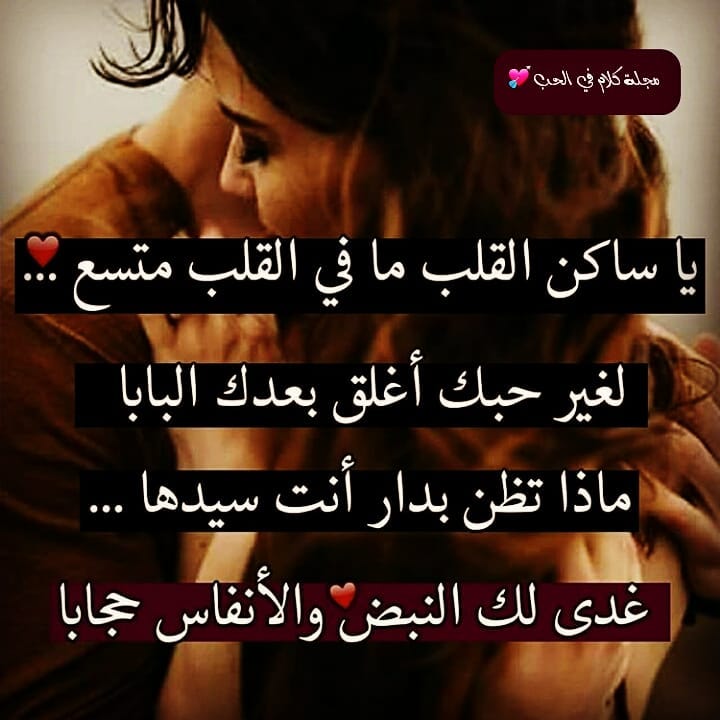 مجلة كلام في الحب 💘
يا ساكن القلب ما في القلب متسع ...♥
لغير حبك أغلق بعدك البابا
ماذا تظن بدار أنت سيدها ...
غدى لك النبض♥والأنفاس حجابا